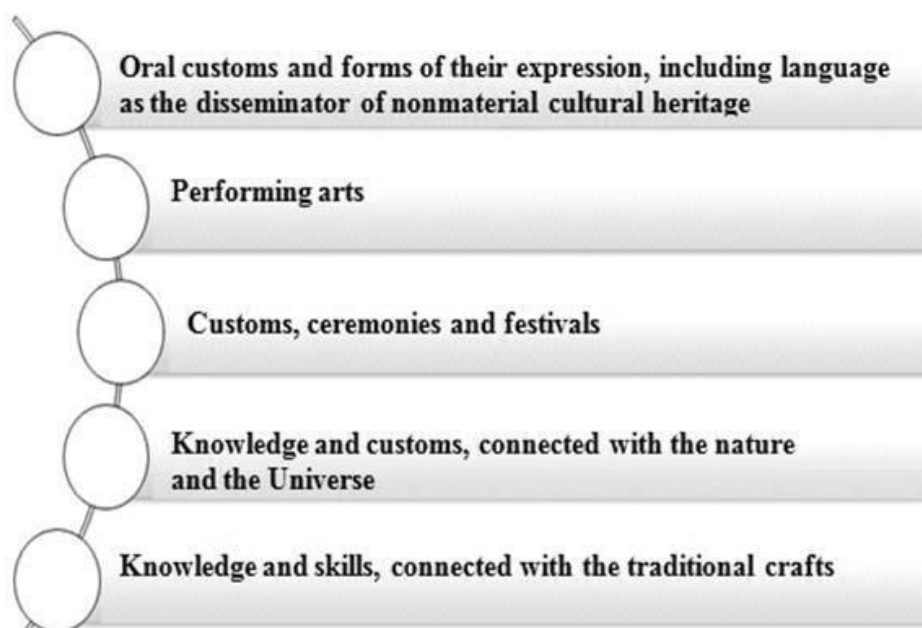 Oral customs and forms of their expression, including language
as the disseminator of nonmaterial cultural heritage
Performing arts
Customs, ceremonies and festivals
Knowledge and customs, connected with the nature
and the Universe
Knowledge and skills, connected with the traditional crafts